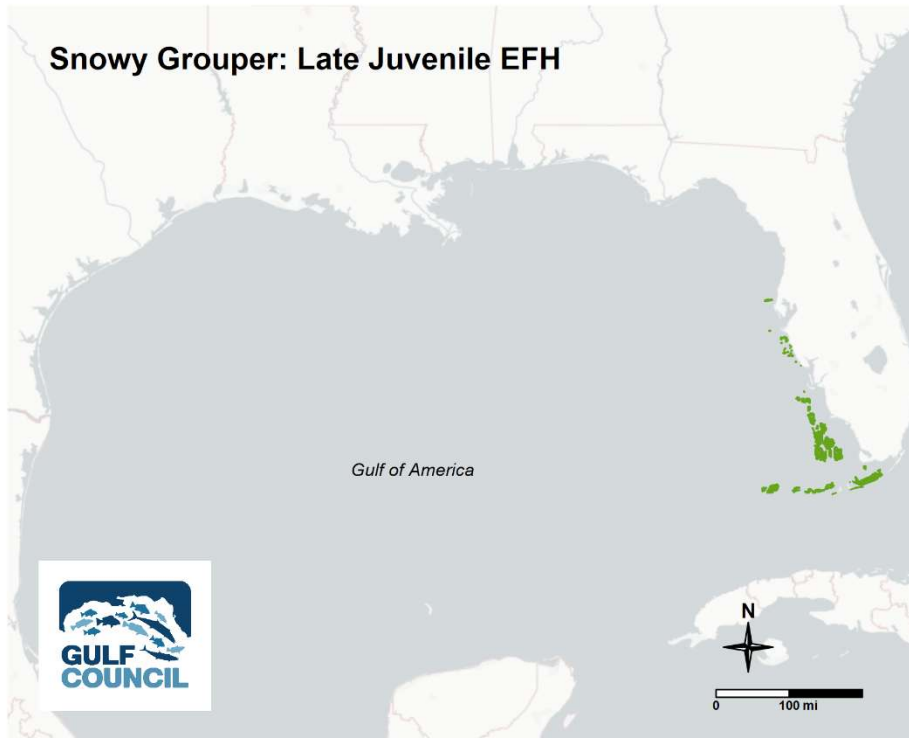 Snowy Grouper: Late Juvenile EFH
Gulf of America
GULF
COUNCIL
N
0 100 mi